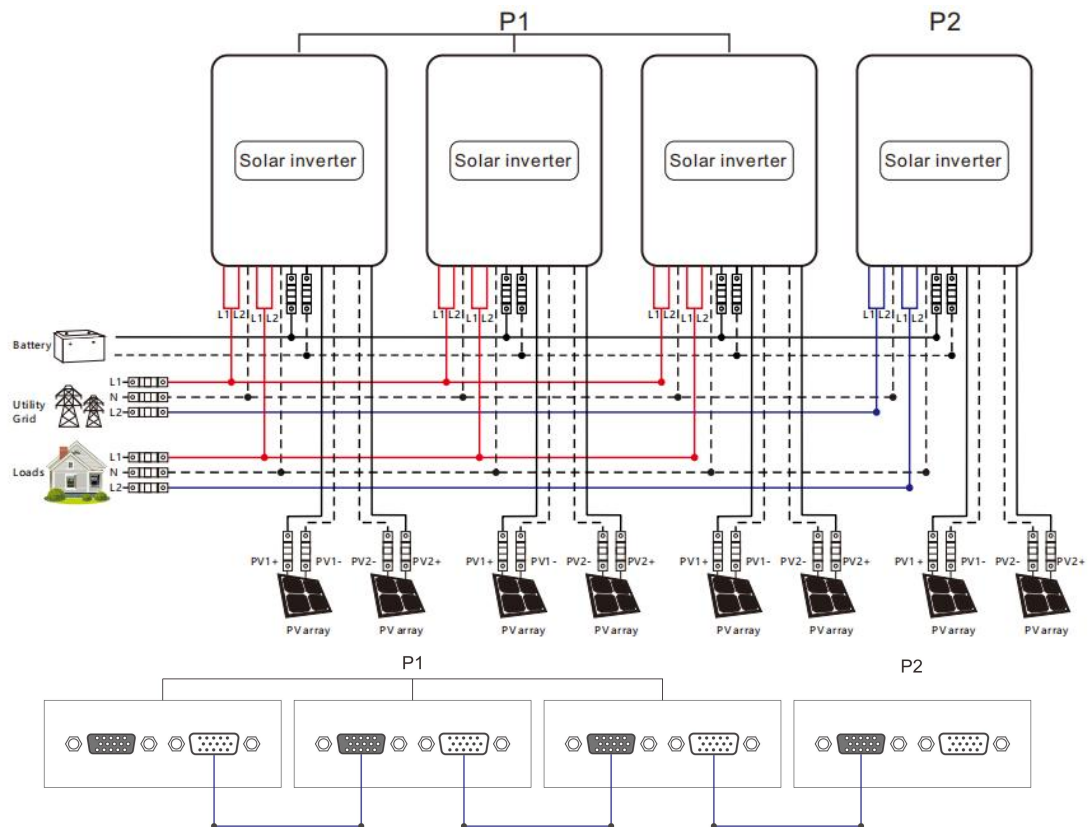 P1 P2
Solar inverter Solar inverter Solar inverter Solar inverter
L1 L2 L1 L2 L1 L2 L1 L2 L1 L2 L1 L2 L1 L2 L1 L2
Battery
L1
Utility
Grid
N
L2
L1
Loads
N
L2
PV1+ PV1- PV2- PV2+ PV1+ PV1- PV2- PV2+ PV1+ PV1- PV2- PV2+ PV1+ PV1- PV2- PV2+
PV array PV array PV array PV array PV array PV array PV array PV array
P1 P2